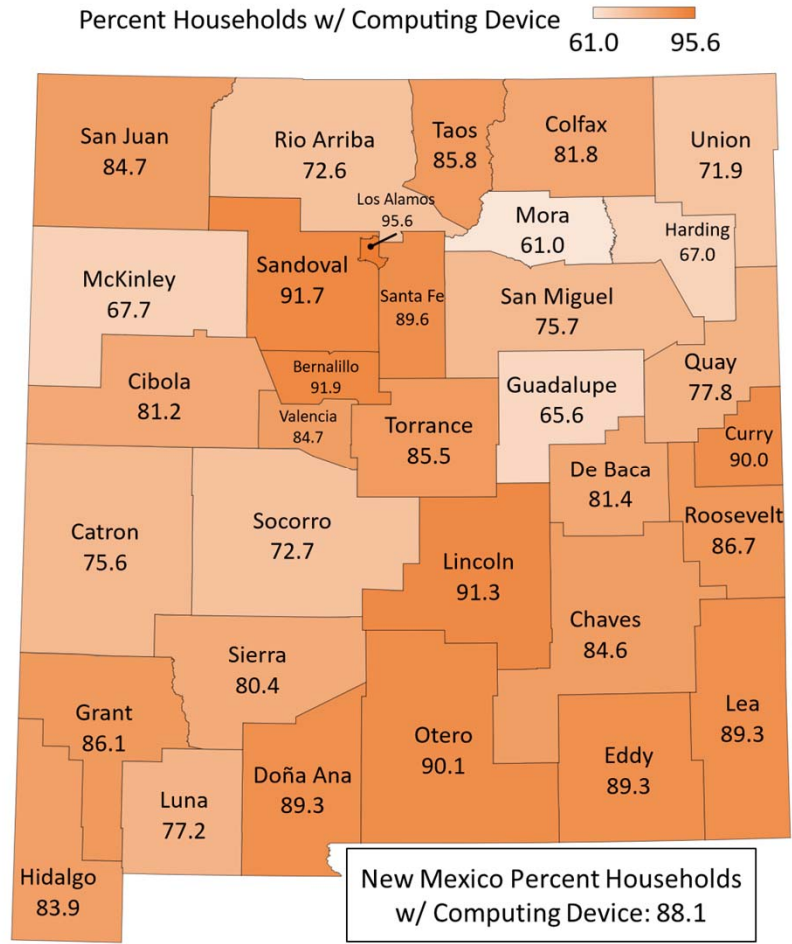 Percent Households w/ Computing Device
61.0 95.6
San Juan
84.7
Rio Arriba
72.6
Taos
85.8
Colfax
81.8
Union
71.9
Los Alamos
95.6
Mora
61.0
Harding
67.0
McKinley
67.7
Sandoval
91.7
Santa Fe
89.6
San Miguel
75.7
Cibola
81.2
Bernalillo
91.9
Valencia
84.7
Torrance
85.5
Guadalupe
65.6
Quay
77.8
Curry
90.0
De Baca
81.4
Roosevelt
86.7
Catron
75.6
Socorro
72.7
Lincoln
91.3
Chaves
84.6
Sierra
80.4
Grant
86.1
Luna
77.2
Doña Ana
89.3
Otero
90.1
Eddy
89.3
Lea
89.3
Hidalgo
83.9
New Mexico Percent Households
w/ Computing Device: 88.1